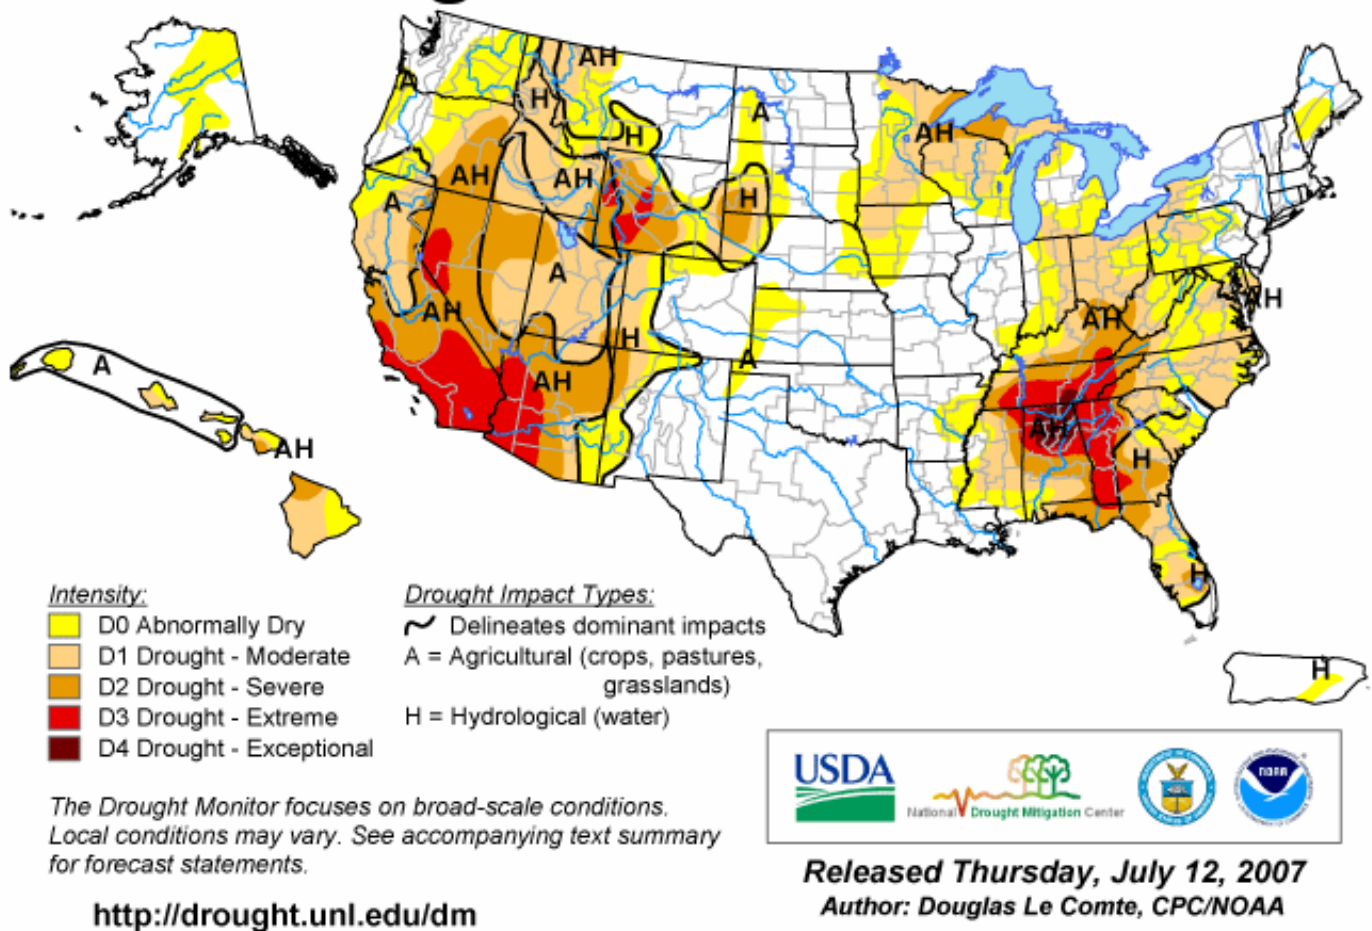 AH
H
A
H
A
AH
AH
AH
H
A
A
AH
AH
H
A
AH
AH
AH
H
H
A
AH
H
Intensity:
D0 Abnormally Dry
D1 Drought - Moderate
D2 Drought - Severe
D3 Drought - Extreme
D4 Drought - Exceptional
Drought Impact Types:
Delineates dominant impacts
A = Agricultural (crops, pastures,
grasslands)
H = Hydrological (water)
The Drought Monitor focuses on broad-scale conditions.
Local conditions may vary. See accompanying text summary
for forecast statements.
http://drought.unl.edu/dm
USDA
National Drought Mitigation Center
NOAA
Released Thursday, July 12, 2007
Author: Douglas Le Comte, CPC/NOAA